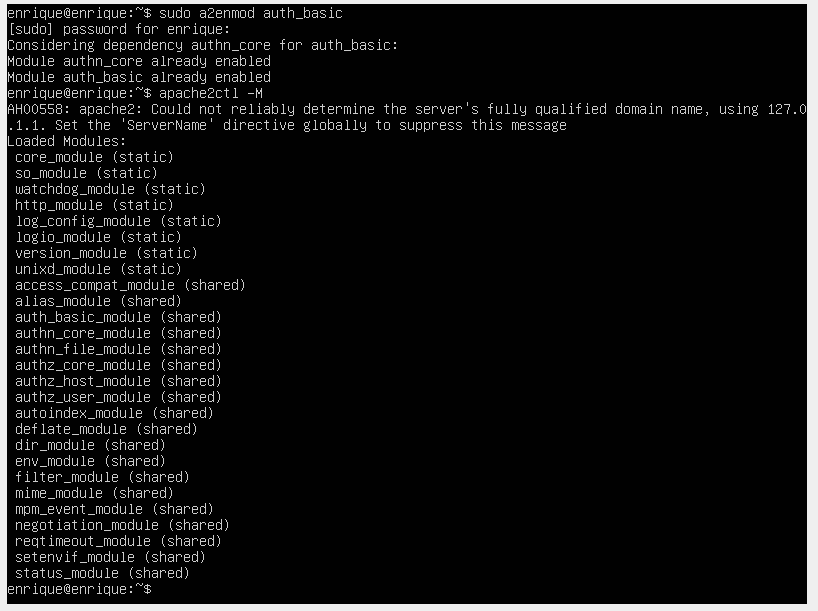 enrique@enrique:~$ sudo a2enmod auth_basic
[sudo] password for enrique:
Considering dependency authn_core for auth_basic:
Module authn_core already enabled
Module auth_basic already enabled
enrique@enrique:~$ apache2ctl -M
AH00558: apache2: Could not reliably determine the server's fully qualified domain name, using 127.0
.1.1. Set the 'ServerName' directive globally to suppress this message
Loaded Modules:
 core_module (static)
 so_module (static)
 watchdog_module (static)
 http_module (static)
 log_config_module (static)
 logio_module (static)
 version_module (static)
 unixd_module (static)
 access_compat_module (shared)
 alias_module (shared)
 auth_basic_module (shared)
 authn_core_module (shared)
 authn_file_module (shared)
 authz_core_module (shared)
 authz_host_module (shared)
 authz_user_module (shared)
 autoindex_module (shared)
 deflate_module (shared)
 dir_module (shared)
 env_module (shared)
 filter_module (shared)
 mime_module (shared)
 mpm_event_module (shared)
 negotiation_module (shared)
 reqtimeout_module (shared)
 setenvif_module (shared)
 status_module (shared)
enrique@enrique:~$